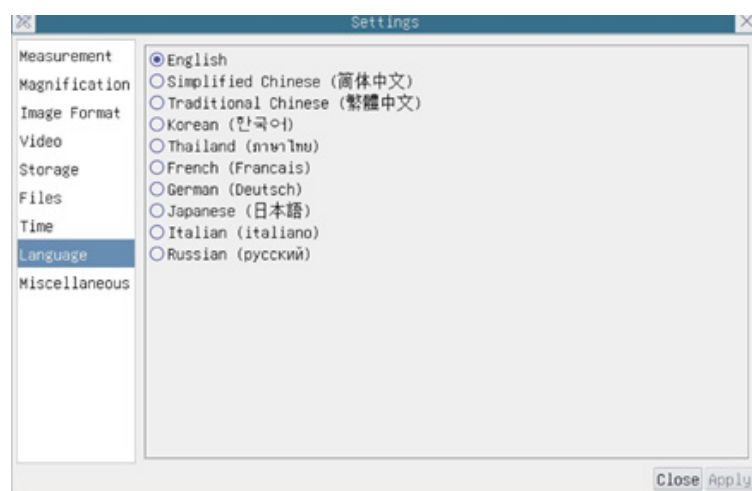 Settings
Measurement
Magnification
Image Format
Video
Storage
Files
Time
Language
Miscellaneous
English
Simplified Chinese (简体中文)
Traditional Chinese (繁體中文)
Korean (한국어)
Thailand (ภาษาไทย)
French (Francais)
German (Deutsch)
Japanese (日本語)
Italian (italiano)
Russian (русский)
Close Apply